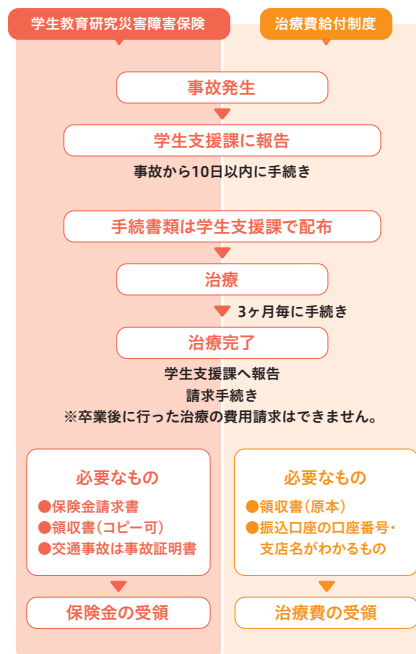 学生教育研究災害障害保険
治療費給付制度
事故発生
学生支援課に報告
事故から10日以内に手続き
手続書類は学生支援課で配布
治療
3ヶ月毎に手続き
治療完了
学生支援課へ報告
請求手続き
※卒業後に行った治療の費用請求はできません。
必要なもの
●保険金請求書
●領収書(コピー可)
●交通事故は事故証明書
保険金の受領
必要なもの
●領収書(原本)
●振込口座の口座番号・
支店名がわかるもの
治療費の受領